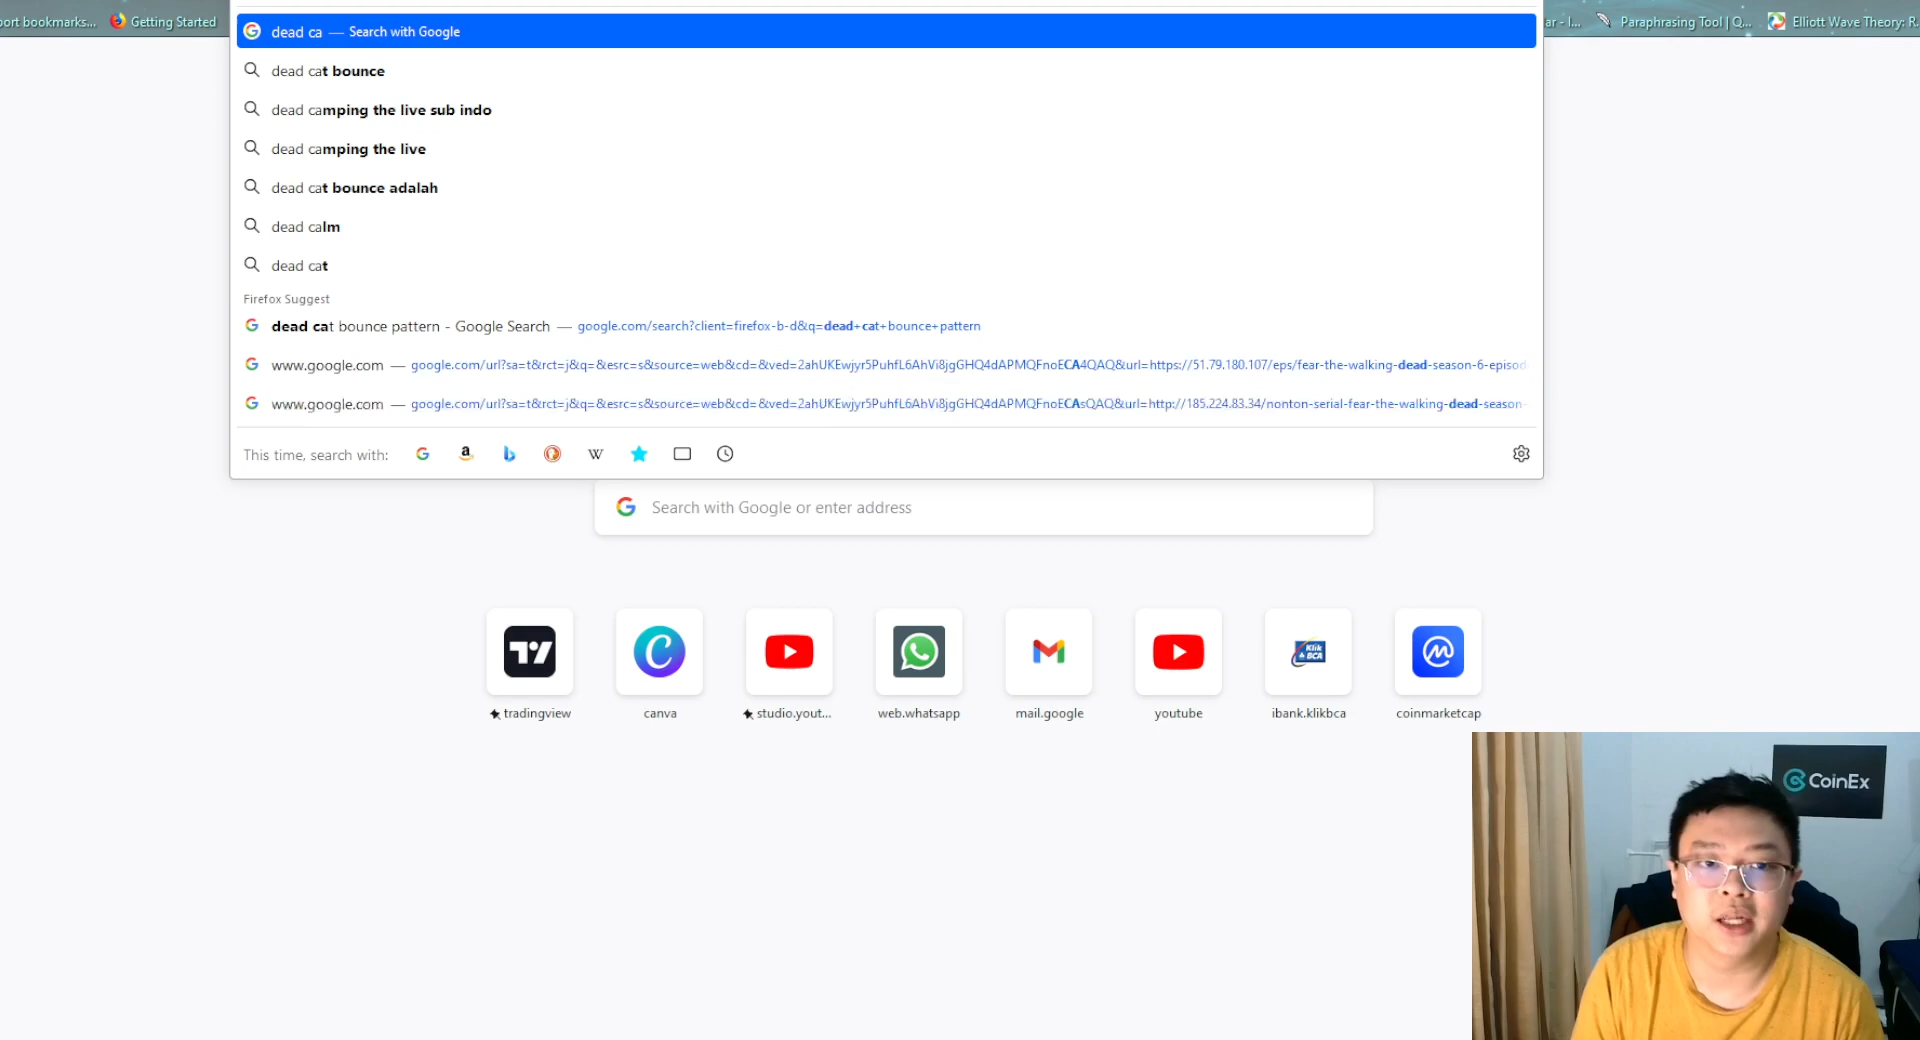 ort bookmarks...
Getting Started
ar - I...
Paraphrasing Tool | Q...
Elliott Wave Theory: R
dead ca — Search with Google
dead cat bounce
dead camping the live sub indo
dead camping the live
dead cat bounce adalah
dead calm
dead cat
Firefox Suggest
dead cat bounce pattern - Google Search — google.com/search?client=firefox-b-d&q=dead+cat+bounce+pattern
www.google.com — google.com/url?sa=t&rct=j&q=&esrc=s&source=web&cd=&ved=2ahUKEwjyr5PuhfL6AhVi8jgGHQ4dAPMQFnoECA4QAQ&url=https://51.79.180.107/eps/fear-the-walking-dead-season-6-episod
www.google.com — google.com/url?sa=t&rct=j&q=&esrc=s&source=web&cd=&ved=2ahUKEwjyr5PuhfL6AhVi8jgGHQ4dAPMQFnoECAsQAQ&url=http://185.224.83.34/nonton-serial-fear-the-walking-dead-season-
This time, search with:
Search with Google or enter address
Klik BCA
tradingview
canva
studio.yout...
web.whatsapp
mail.google
youtube
ibank.klikbca
coinmarketcap
CoinEx